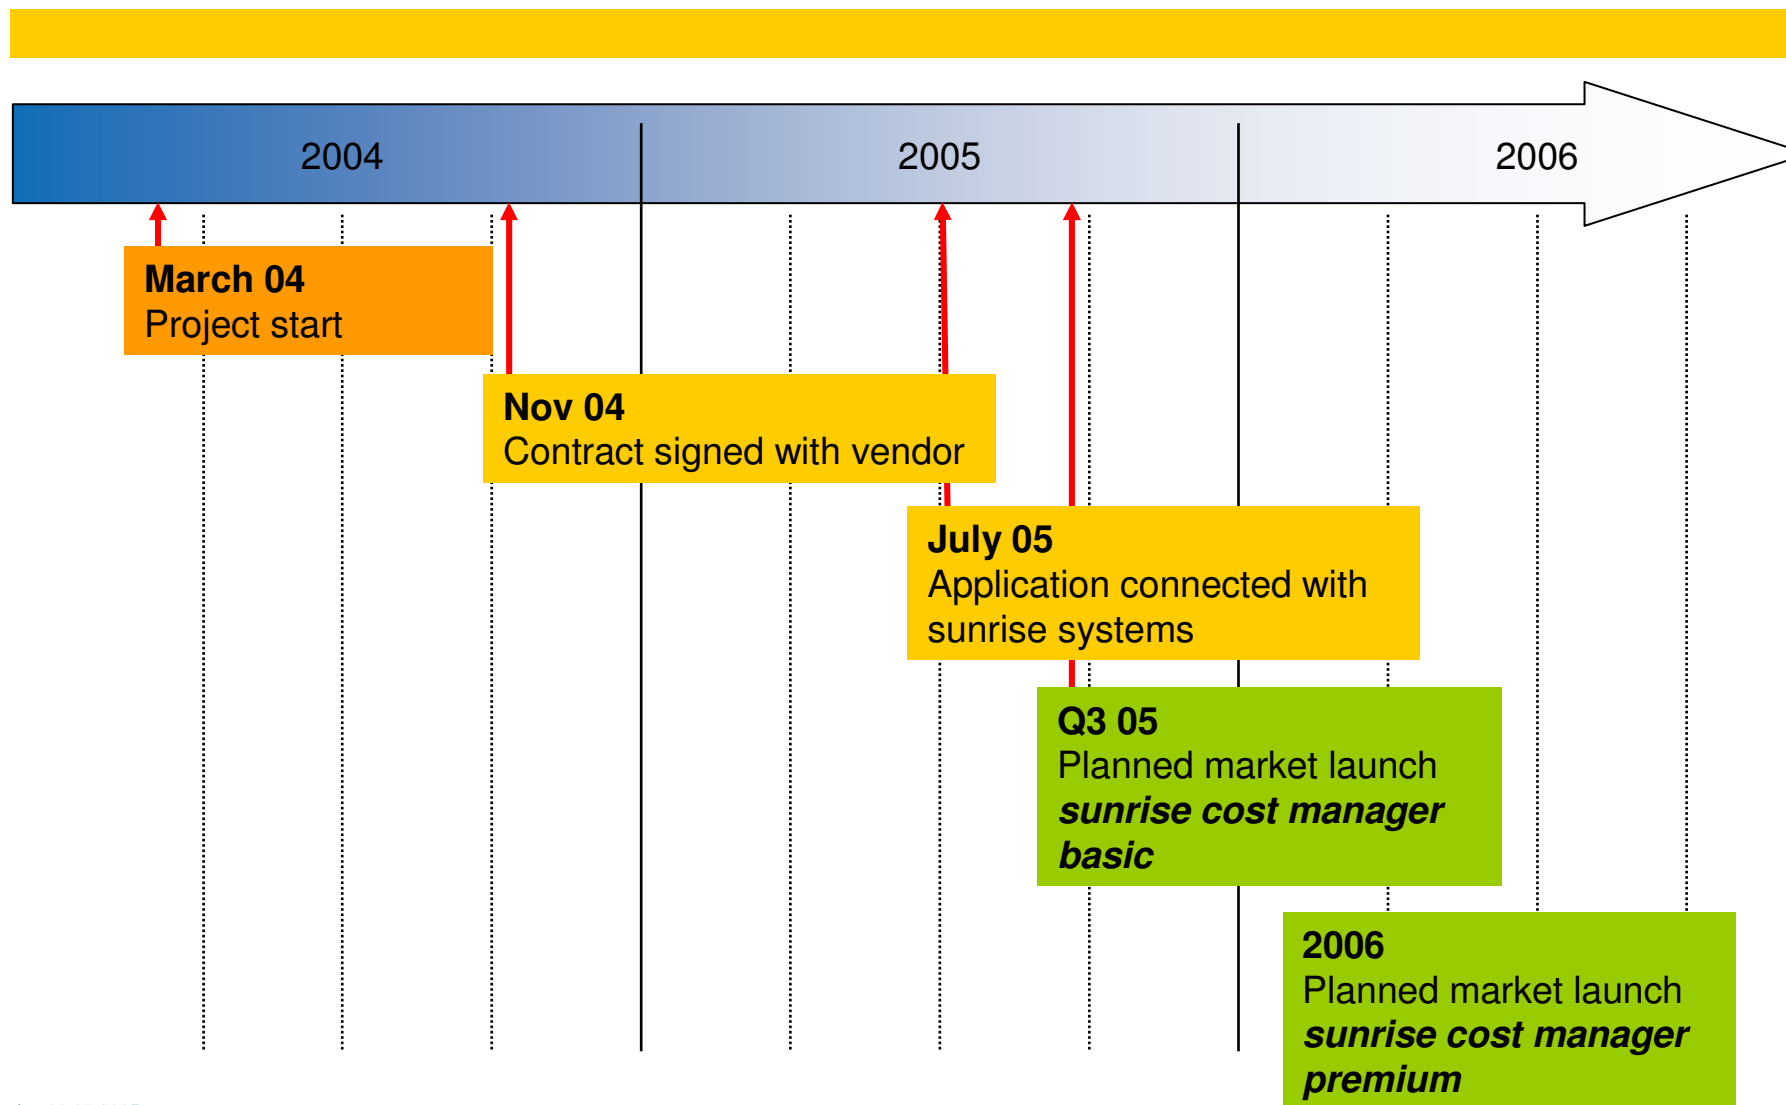 2004
2005
2006
March 04
Project start
Nov 04
Contract signed with vendor
July 05
Application connected with
sunrise systems
Q3 05
Planned market launch
sunrise cost manager
basic
2006
Planned market launch
sunrise cost manager
premium